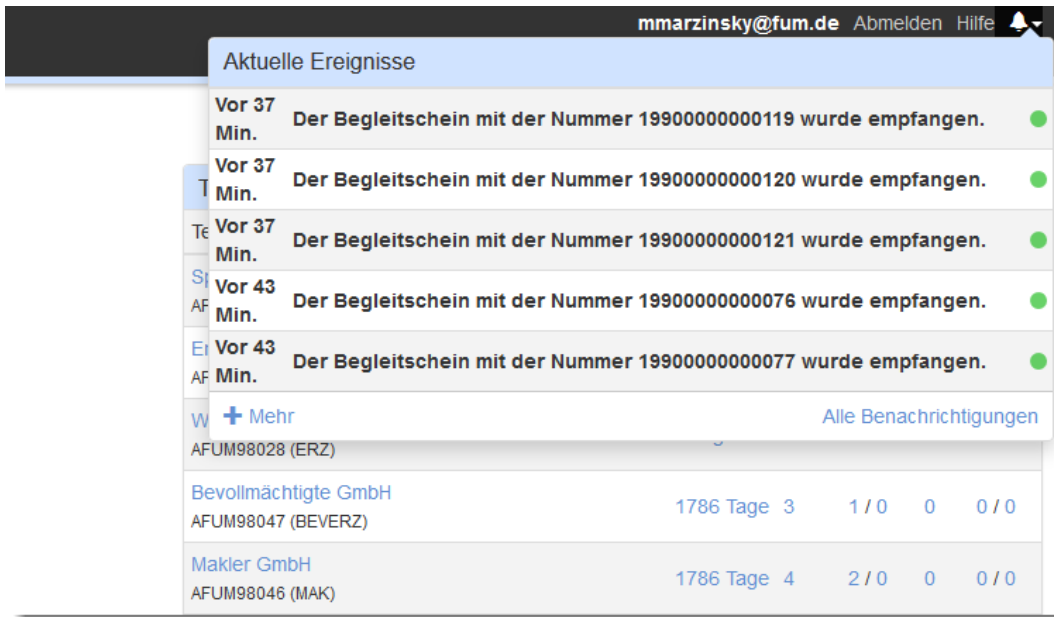 mmarzinsky@fum.de Abmelden Hilfe
Aktuelle Ereignisse
Vor 37 Min. Der Begleitschein mit der Nummer 19900000000119 wurde empfangen.
Vor 37 Min. Der Begleitschein mit der Nummer 19900000000120 wurde empfangen.
Vor 37 Min. Der Begleitschein mit der Nummer 19900000000121 wurde empfangen.
Vor 43 Min. Der Begleitschein mit der Nummer 19900000000076 wurde empfangen.
Vor 43 Min. Der Begleitschein mit der Nummer 19900000000077 wurde empfangen.
Mehr Alle Benachrichtigungen
AFUM98028 (ERZ)
Bevollmächtigte GmbH
AFUM98047 (BEVERZ)
1786 Tage 3 1 / 0 0 0 / 0
Makler GmbH
AFUM98046 (MAK)
1786 Tage 4 2 / 0 0 0 / 0